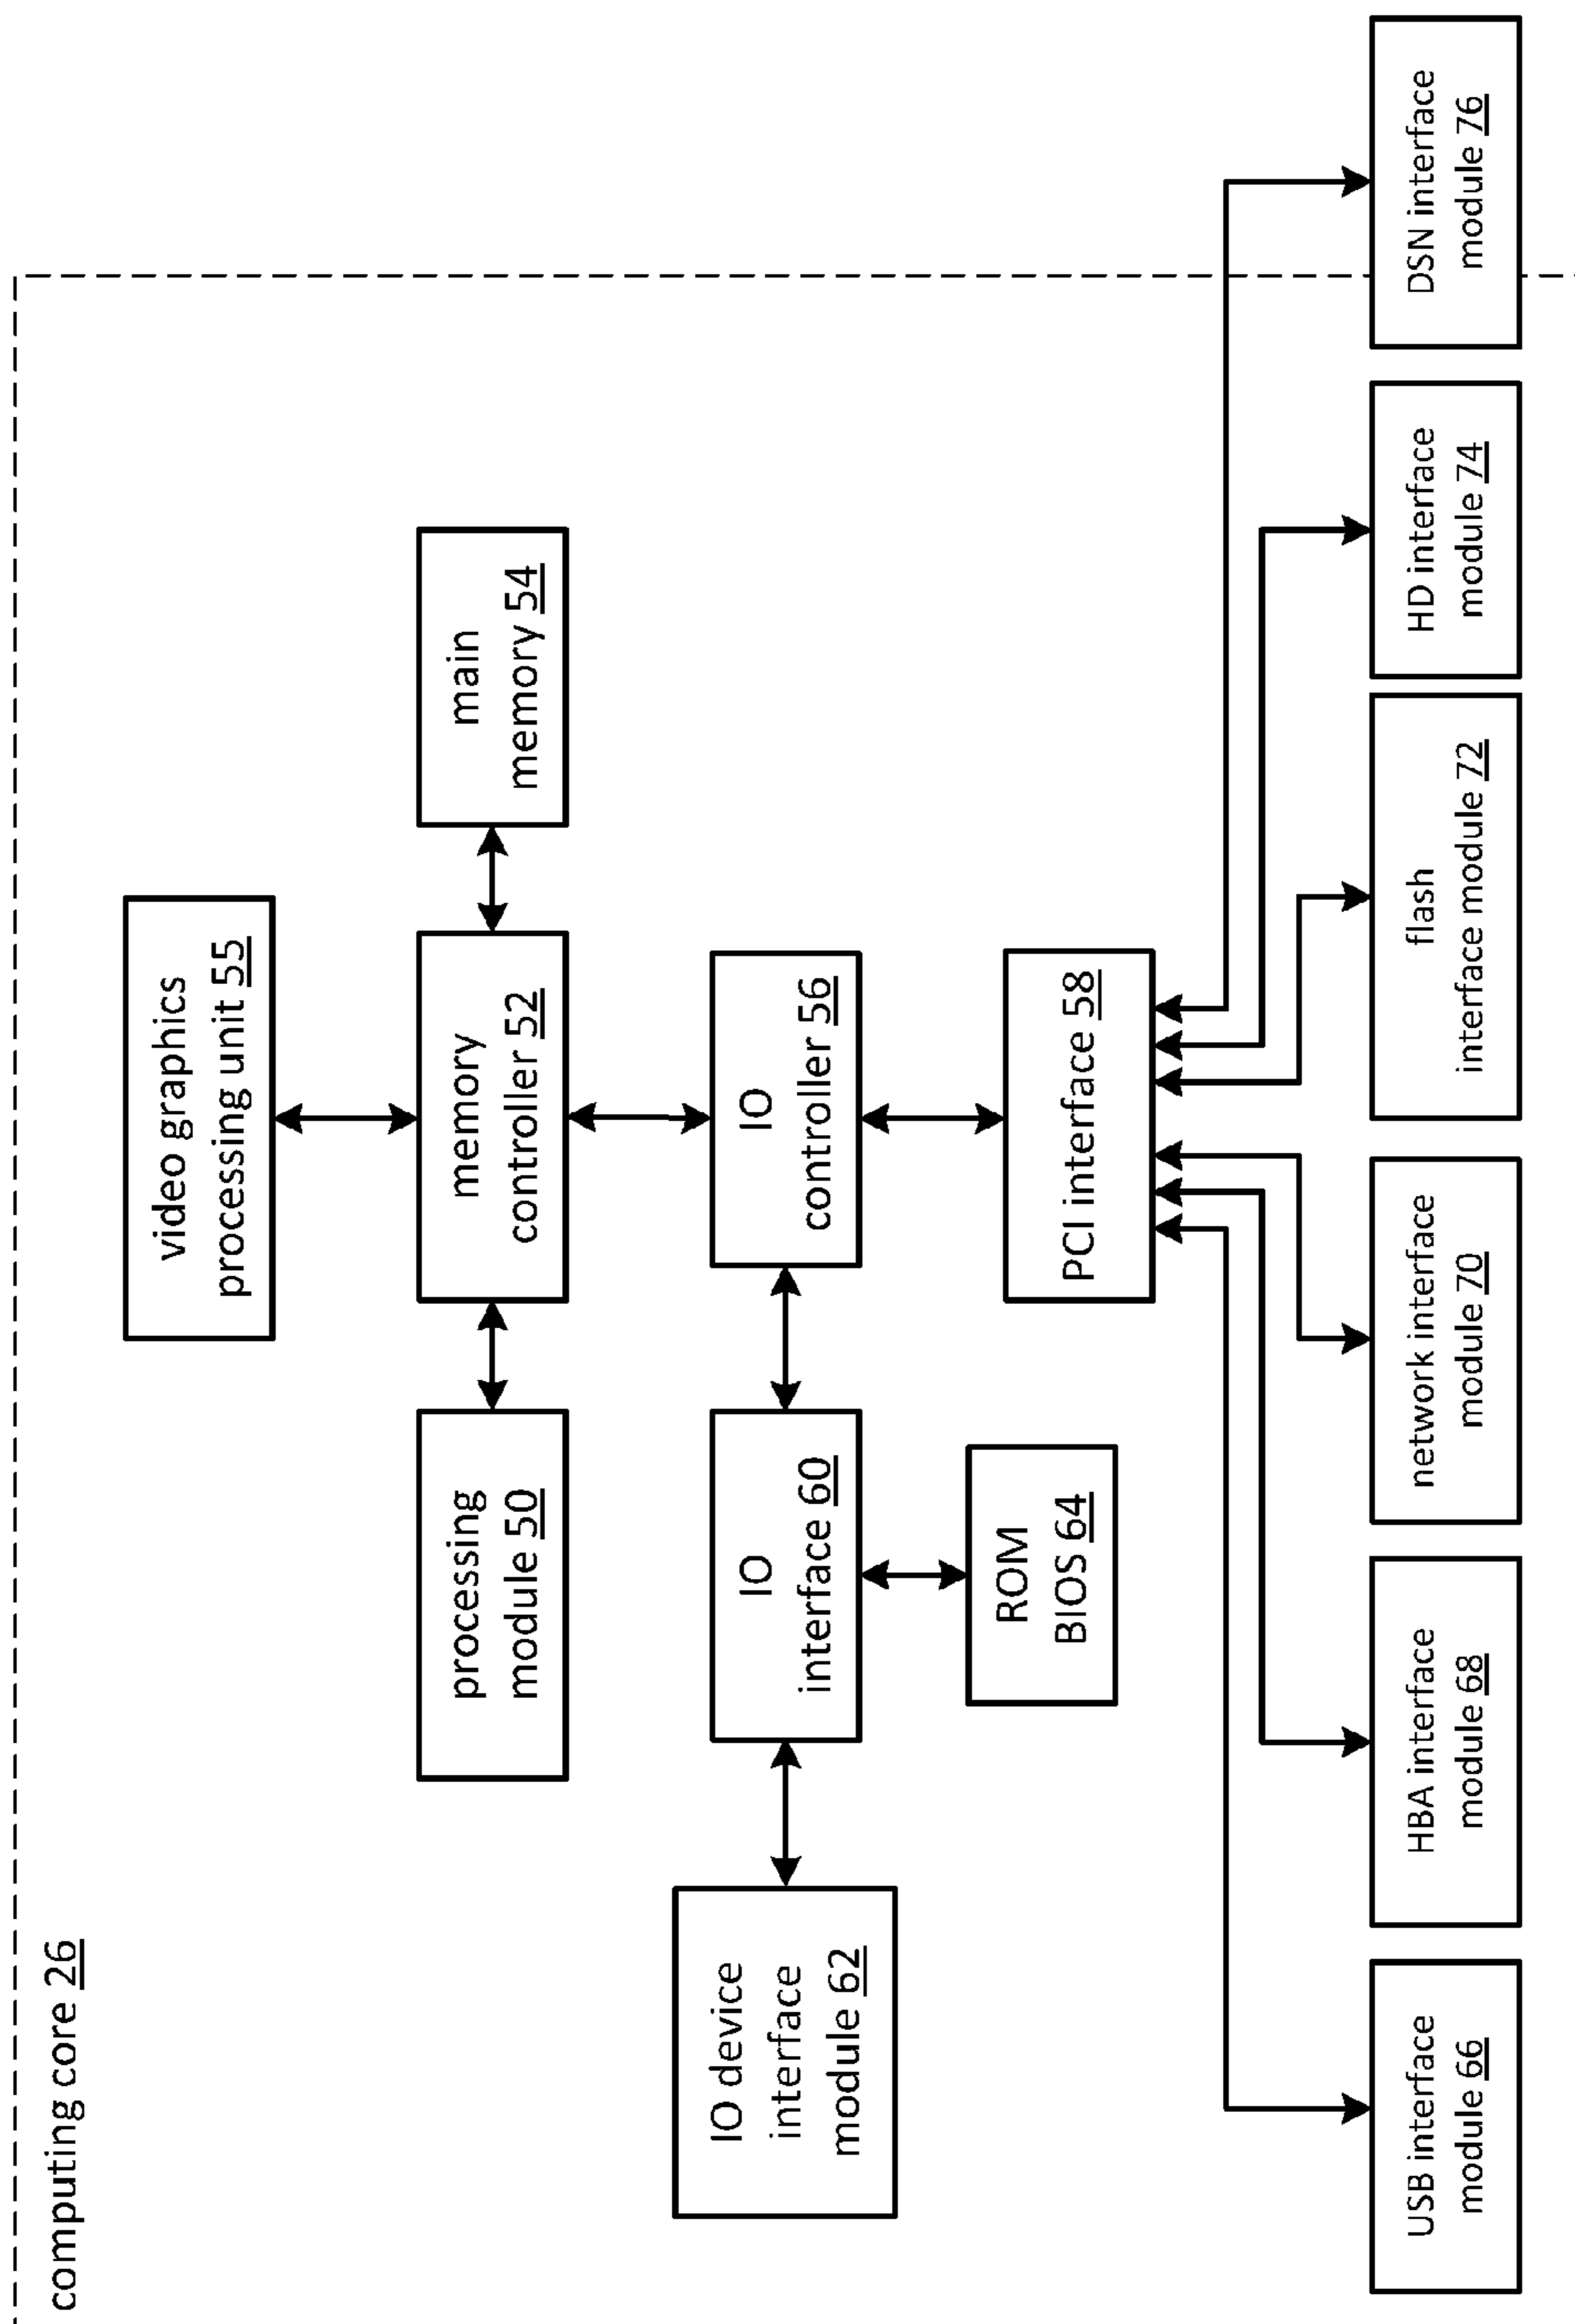 computing core 26
video graphics
processing unit 55
processing
module 50
memory
controller 52
main
memory 54
IO device
interface
module 62
IO
interface 60
IO
controller 56
ROM
BIOS 64
PCI interface 58
USB interface
module 66
HBA interface
module 68
network interface
module 70
flash
interface module 72
HD interface
module 74
DSN interface
module 76